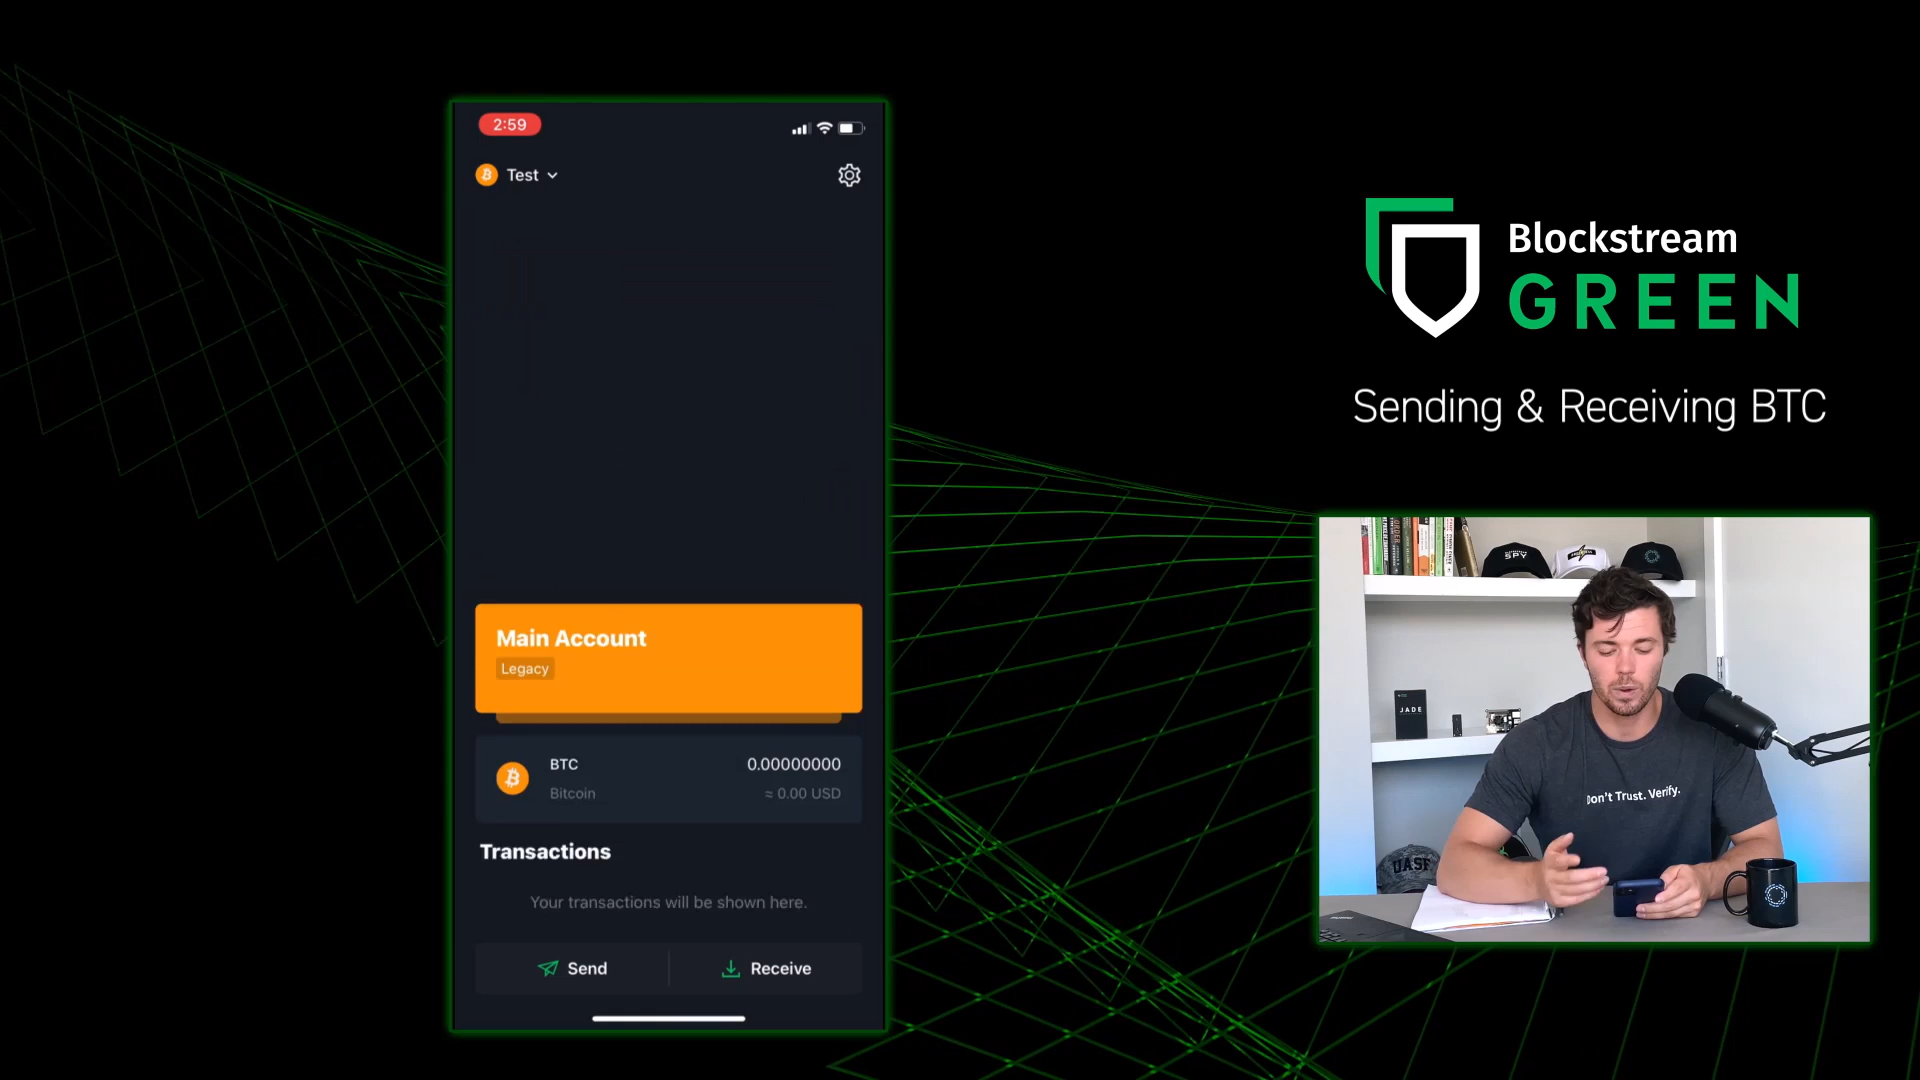 2:59
Test
Main Account
Legacy
BTC
0.00000000
Bitcoin
≈ 0.00 USD
Transactions
Your transactions will be shown here.
Send
Receive
Blockstream
GREEN
Sending & Receiving BTC
SPY
JADE
Don't Trust. Verify.
UASF